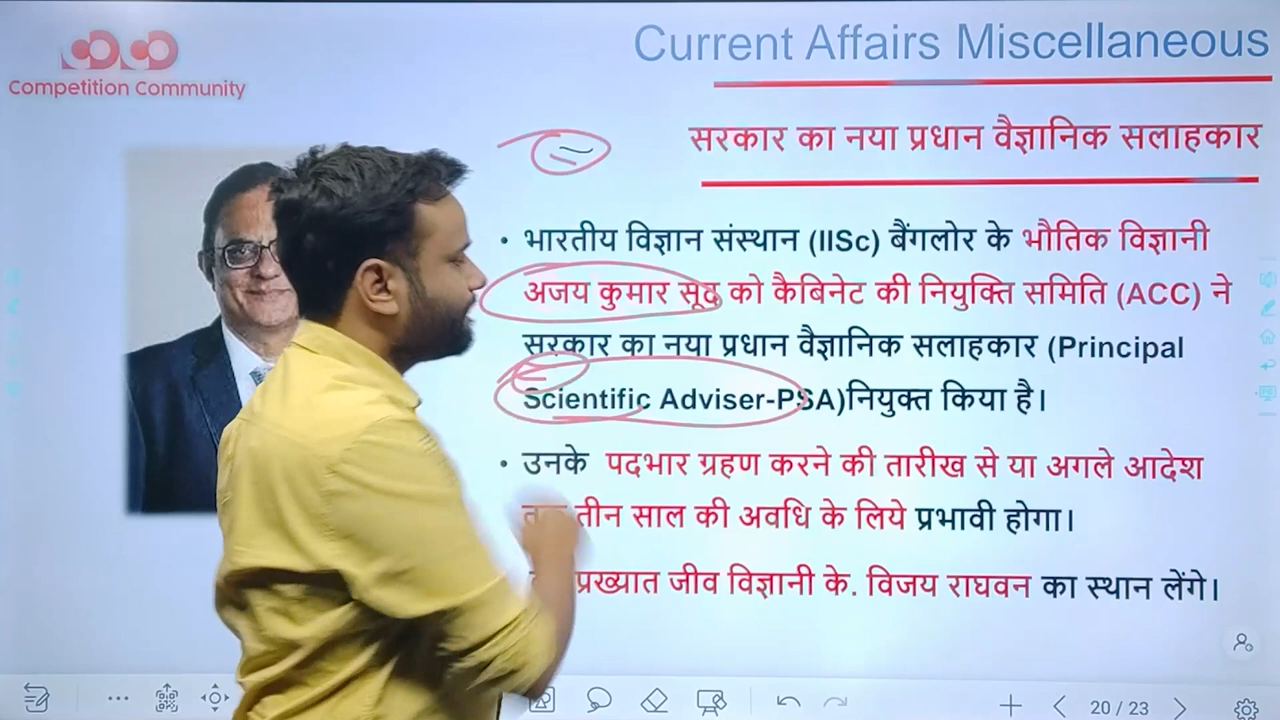 Current Affairs Miscellaneous
Competition Community
सरकार का नया प्रधान वैज्ञानिक सलाहकार
• भारतीय विज्ञान संस्थान (IISc) बैंगलोर के भौतिक विज्ञानी
अजय कुमार सूद को कैबिनेट की नियुक्ति समिति (ACC) ने
सरकार का नया प्रधान वैज्ञानिक सलाहकार (Principal
Scientific Adviser-PSA)नियुक्त किया है।
• उनके पदभार ग्रहण करने की तारीख से या अगले आदेश
तीन साल की अवधि के लिये प्रभावी होगा।
प्रख्यात जीव विज्ञानी के. विजय राघवन का स्थान लेंगे।
20 / 23